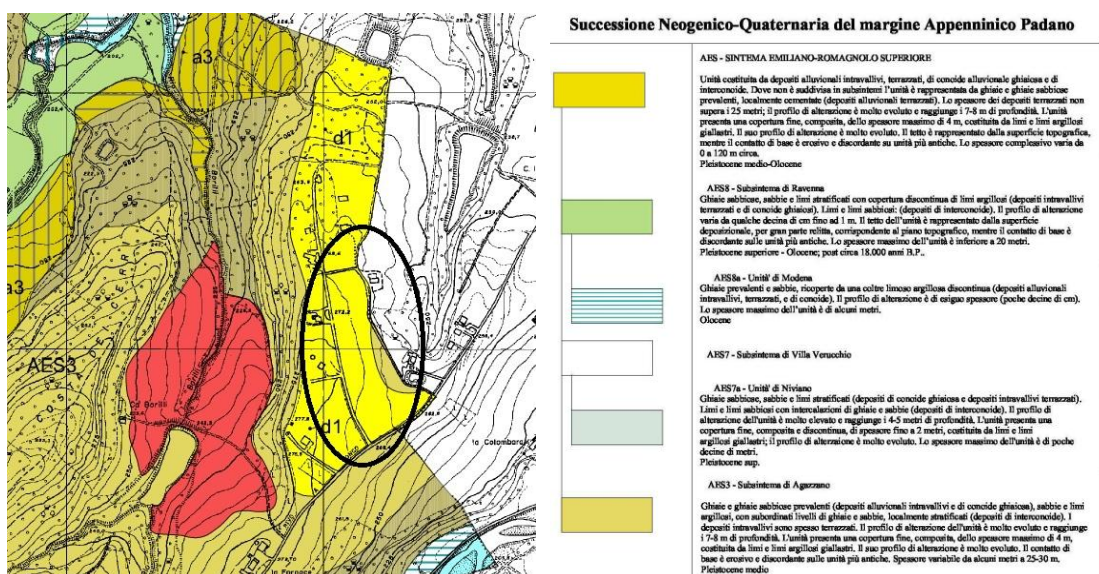 Successione Neogenico-Quaternaria del margine Appenninico Padano
AES - SINTEMA EMILIANO-ROMAGNOLO SUPERIORE
Unità costituita da depositi alluvionali intravallivi, terrazzati, di conoide alluvionale ghiaiose e di
interconoide. Dove non è suddivisa in subsintemi l'unità è rappresentata da ghiaie e ghiaie sabbiose
prevalenti, localmente cementate (depositi alluvionali terrazzati). Lo spessore dei depositi terrazzati non
supera i 25 metri; il profilo di alterazione è molto evoluto e raggiunge i 7-8 m di profondità. L'unità
presenta una copertura fine, composita, dello spessore massimo di 4 m, costituita da limi e limi argillosi
giallastri. Il suo profilo di alterazione è molto evoluto. Il tetto è rappresentato dalla superficie topografica,
mentre il contatto di base è erosivo e discordante su unità più antiche. Lo spessore complessivo varia da
0 a 120 m circa.
Pleistocene medio-Olocene
AES8 - Subsintema di Ravenna
Ghiaie sabbiose, sabbie e limi stratificati con copertura discontinua di limi argillosi (depositi intravallivi
terrazzati e di conoide ghiaiosi). Limi e limi sabbiosi: (depositi di interconoide). Il profilo di alterazione
varia da qualche decina di cm fino ad 1 m. Il tetto dell'unità è rappresentato dalla superficie
deposizionale, per gran parte relitta, corrispondente al piano topografico, mentre il contatto di base è
discordante sulle unità più antiche. Lo spessore massimo dell'unità è inferiore a 20 metri.
Pleistocene superiore - Olocene; post circa 18.000 anni B.P..
AES8a - Unità' di Modena
Ghiaie prevalenti e sabbie, ricoperte da una coltre limoso argillosa discontinua (depositi alluvionali
intravallivi, terrazzati, e di conoide). Il profilo di alterazione è di esiguo spessore (poche decine di cm).
Lo spessore massimo dell'unità è di alcuni metri.
Olocene
AES7 - Subsintema di Villa Verucchio
AES7a - Unità' di Niviano
Ghiaie sabbiose, sabbie e limi stratificati (depositi di conoide ghiaiosa e depositi intravallivi terrazzati).
Limi e limi sabbiosi con intercalazioni di ghiaie e sabbie (depositi di interconoide). Il profilo di
alterazione dell'unità è molto elevato e raggiunge i 4-5 metri di profondità. L'unità presenta una
copertura fine, composita e discontinua, di spessore fino a 2 metri, costituita da limi e limi
argillosi giallastri; il profilo di alterazione è molto evoluto. Lo spessore massimo dell'unità è di poche
decine di metri.
Pleistocene sup.
AES3 - Subsintema di Agazzano
Ghiaie e ghiaie sabbiose prevalenti (depositi alluvionali intravallivi e di conoide ghiaiosa), sabbie e limi
argillosi, con subordinati livelli di ghiaie e sabbie, localmente stratificati (depositi di interconoide). I
depositi intravallivi sono spesso terrazzati. Il profilo di alterazione dell'unità è molto evoluto e raggiunge
i 7-8 m di profondità. L'unità presenta una copertura fine, composita, dello spessore massimo di 4 m,
costituita da limi e limi argillosi giallastri. Il suo profilo di alterazione è molto evoluto. Il contatto di
base è erosivo e discordante sulle unità più antiche. Spessore variabile da alcuni metri a 25-30 m.
Pleistocene medio
a3
d1
a3
AES3
Ca' Borilli
d1
la Colombara
la Fornace